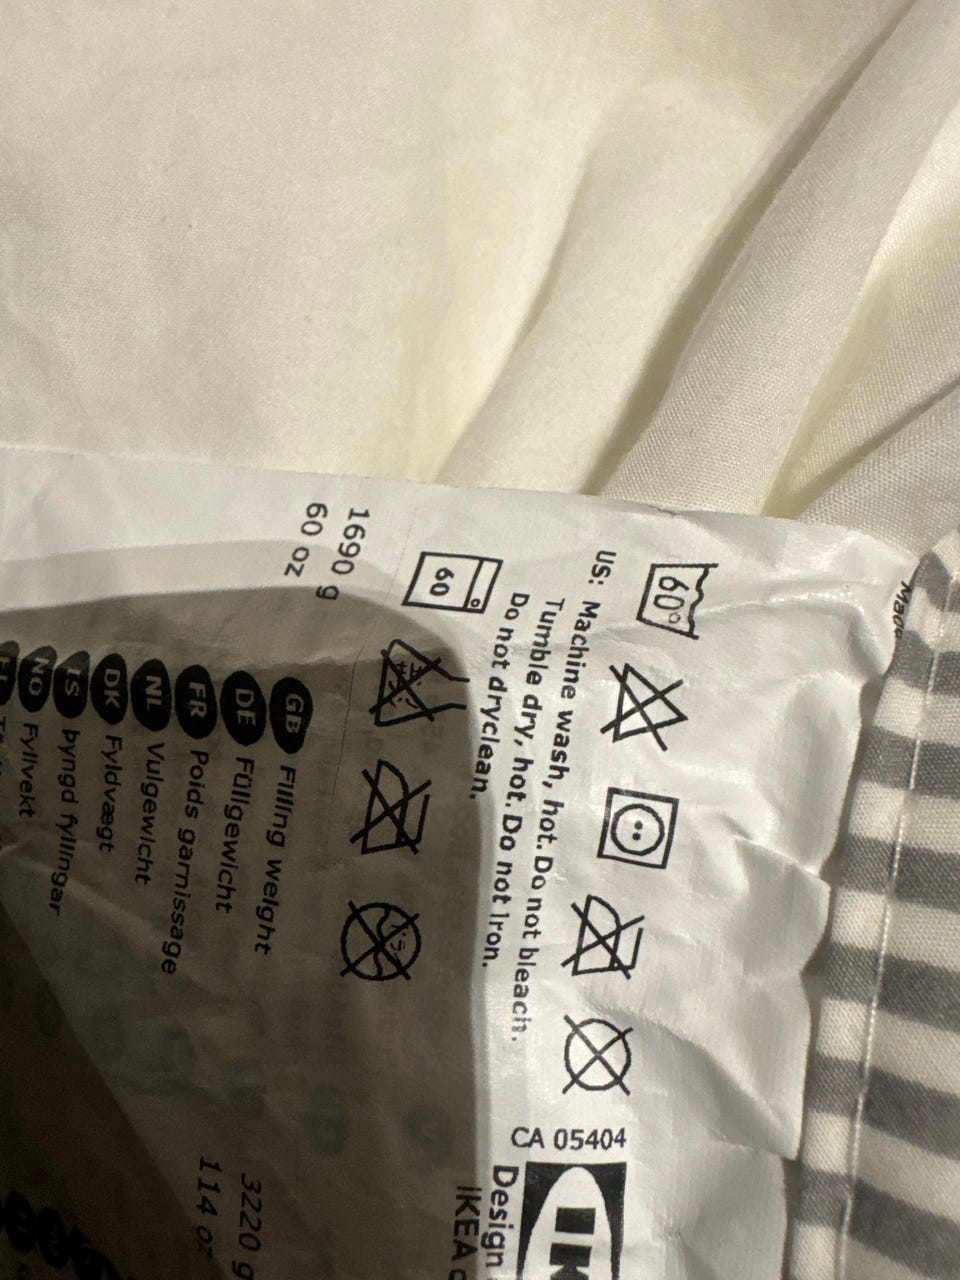 Made
60°
US: Machine wash, hot. Do not bleach.
Tumble dry, hot. Do not iron.
Do not dryclean.
60
CA 05404
IK
Design
IKEA
1690 g
60 oz
GB Filling weight
DE Füllgewicht
FR Poids garnissage
NL Vulgewicht
DK Fyldvægt
IS Þyngd fyllingar
NO Fyllvekt
3220 g
114 oz